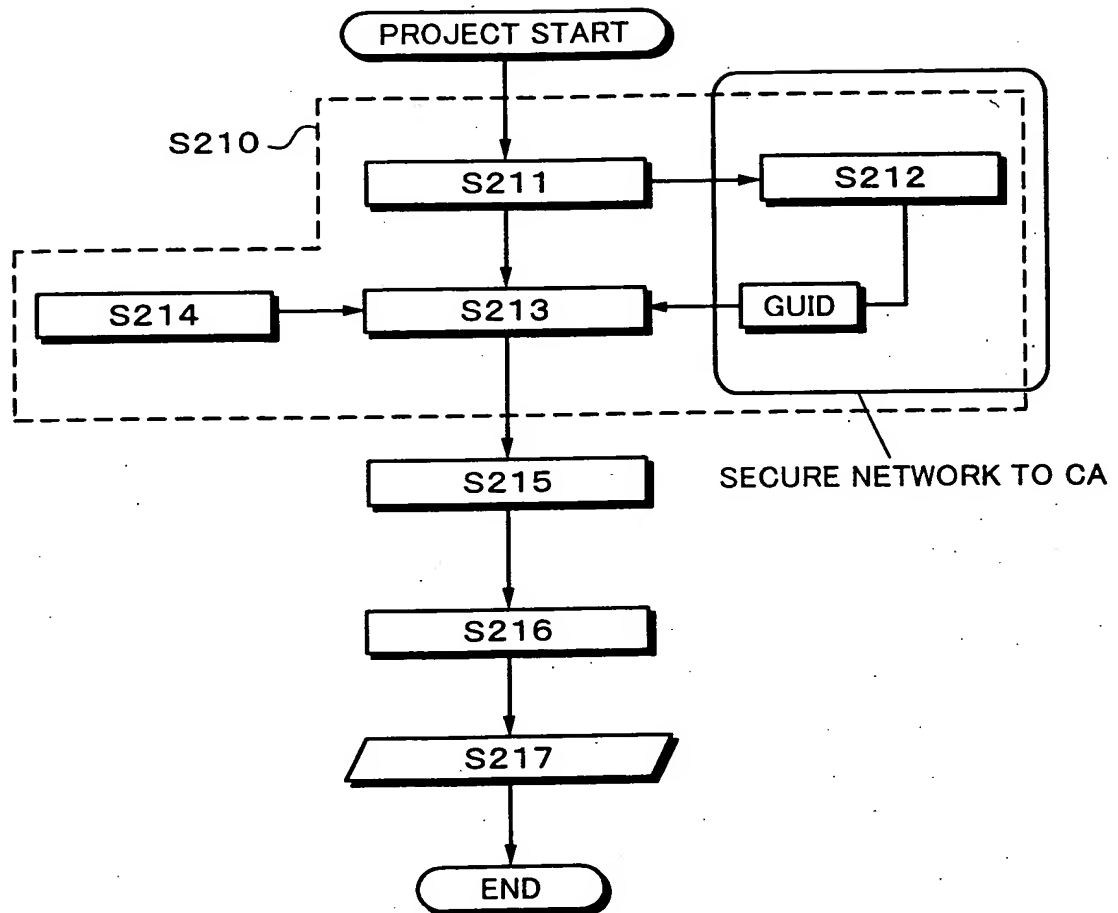 PROJECT START
S210
S211
S212
S214
S213
GUID
S215
SECURE NETWORK TO CA
S216
S217
END